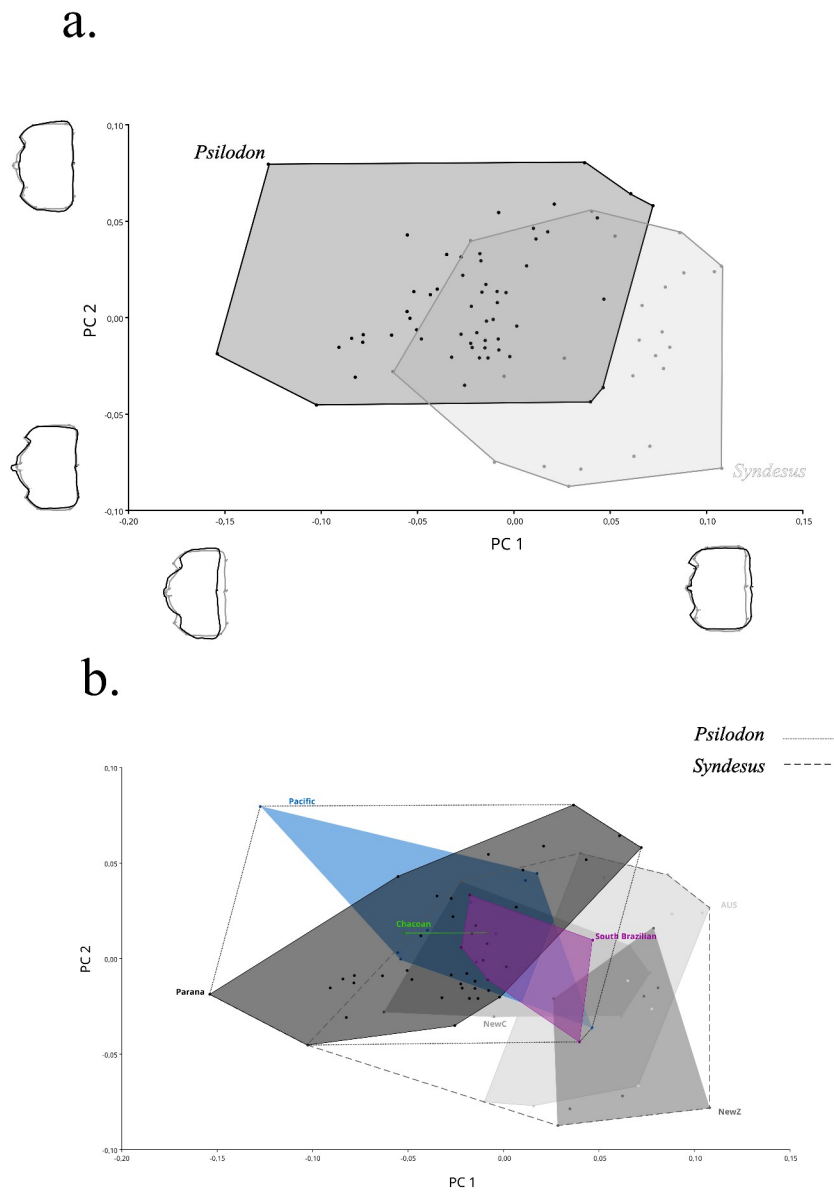 a.
0,10
Psilodon
0,05
0,00
PC 2
-0,05
Syndesus
-0,10
-0,20
-0,15
-0,10
-0,05
0,00
0,05
0,10
0,15
PC 1
b.
Psilodon
Syndesus
0,10
Pacific
0,05
AUS
Chacoan
South Brazilian
0,00
PC 2
Parana
NewC
-0,05
NewZ
-0,10
-0,20
-0,15
-0,10
-0,05
0,00
0,05
0,10
0,15
PC 1